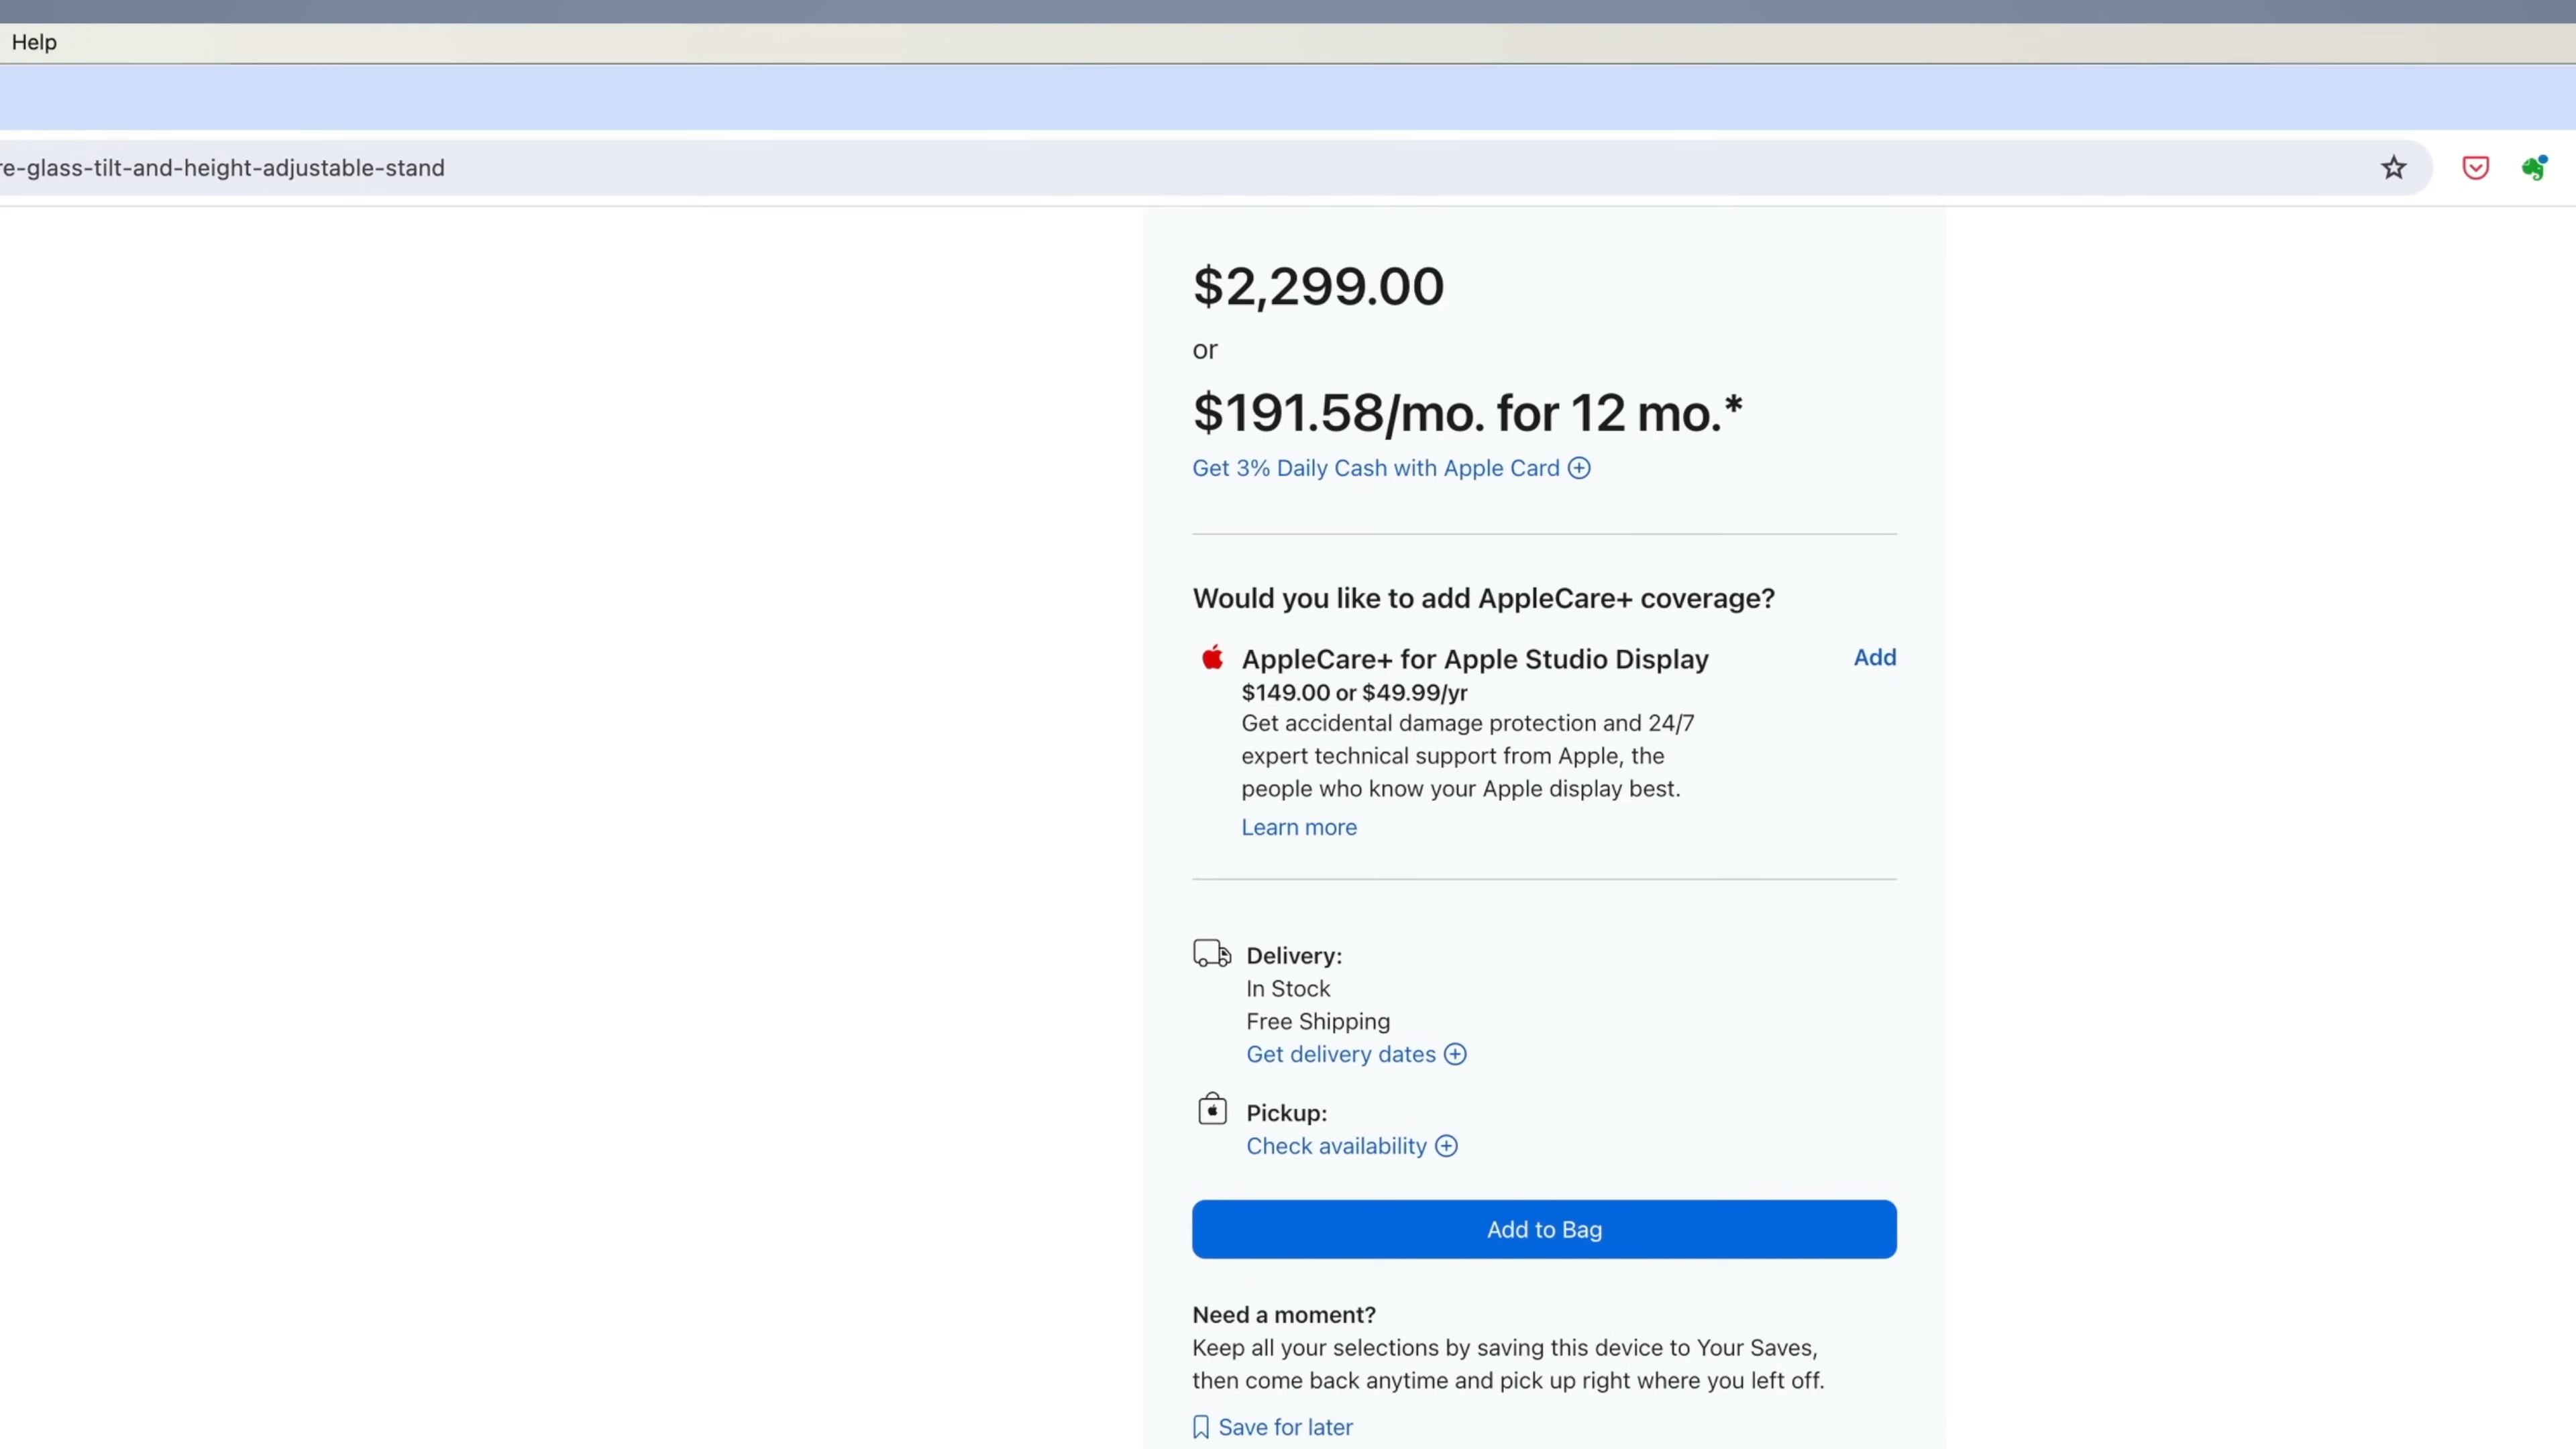 Help
re-glass-tilt-and-height-adjustable-stand
$2,299.00
or
$191.58/mo. for 12 mo.*
Get 3% Daily Cash with Apple Card
Would you like to add AppleCare+ coverage?
AppleCare+ for Apple Studio Display
Add
$149.00 or $49.99/yr
Get accidental damage protection and 24/7
expert technical support from Apple, the
people who know your Apple display best.
Learn more
Delivery:
In Stock
Free Shipping
Get delivery dates
Pickup:
Check availability
Add to Bag
Need a moment?
Keep all your selections by saving this device to Your Saves,
then come back anytime and pick up right where you left off.
Save for later